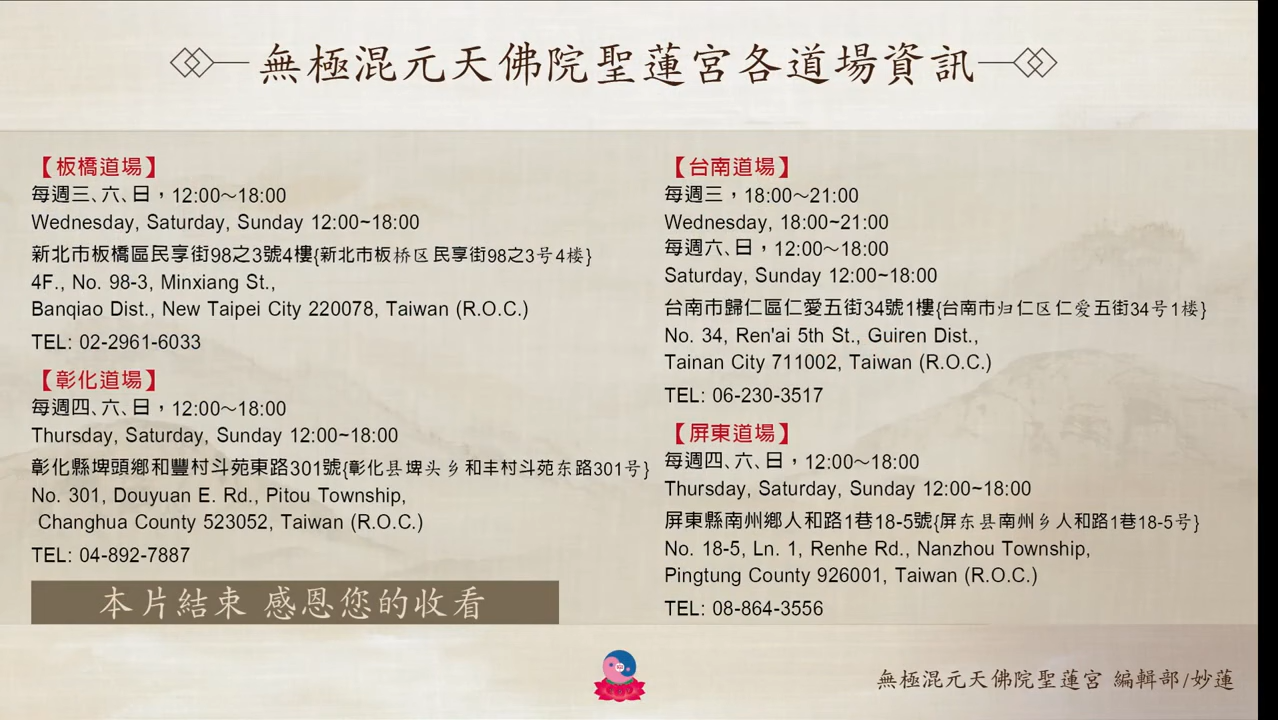 無極混元天佛院聖蓮宮各道場資訊
【板橋道場】
每週三、六、日，12:00～18:00
Wednesday, Saturday, Sunday 12:00~18:00
新北市板橋區民享街98之3號4樓{新北市板桥区民享街98之3号4楼}
4F., No. 98-3, Minxiang St.,
Banqiao Dist., New Taipei City 220078, Taiwan (R.O.C.)
TEL: 02-2961-6033
【彰化道場】
每週四、六、日，12:00～18:00
Thursday, Saturday, Sunday 12:00~18:00
彰化縣埤頭鄉和豐村斗苑東路301號{彰化县埤头乡和丰村斗苑东路301号}
No. 301, Douyuan E. Rd., Pitou Township,
Changhua County 523052, Taiwan (R.O.C.)
TEL: 04-892-7887
本片結束 感恩您的收看
【台南道場】
每週三，18:00～21:00
Wednesday, 18:00~21:00
每週六、日，12:00～18:00
Saturday, Sunday 12:00~18:00
台南市歸仁區仁愛五街34號1樓{台南市归仁区仁爱五街34号1楼}
No. 34, Ren'ai 5th St., Guiren Dist.,
Tainan City 711002, Taiwan (R.O.C.)
TEL: 06-230-3517
【屏東道場】
每週四、六、日，12:00～18:00
Thursday, Saturday, Sunday 12:00~18:00
屏東縣南州鄉人和路1巷18-5號{屏东县南州乡人和路1巷18-5号}
No. 18-5, Ln. 1, Renhe Rd., Nanzhou Township,
Pingtung County 926001, Taiwan (R.O.C.)
TEL: 08-864-3556
無極混元天佛院聖蓮宮 編輯部/妙蓮